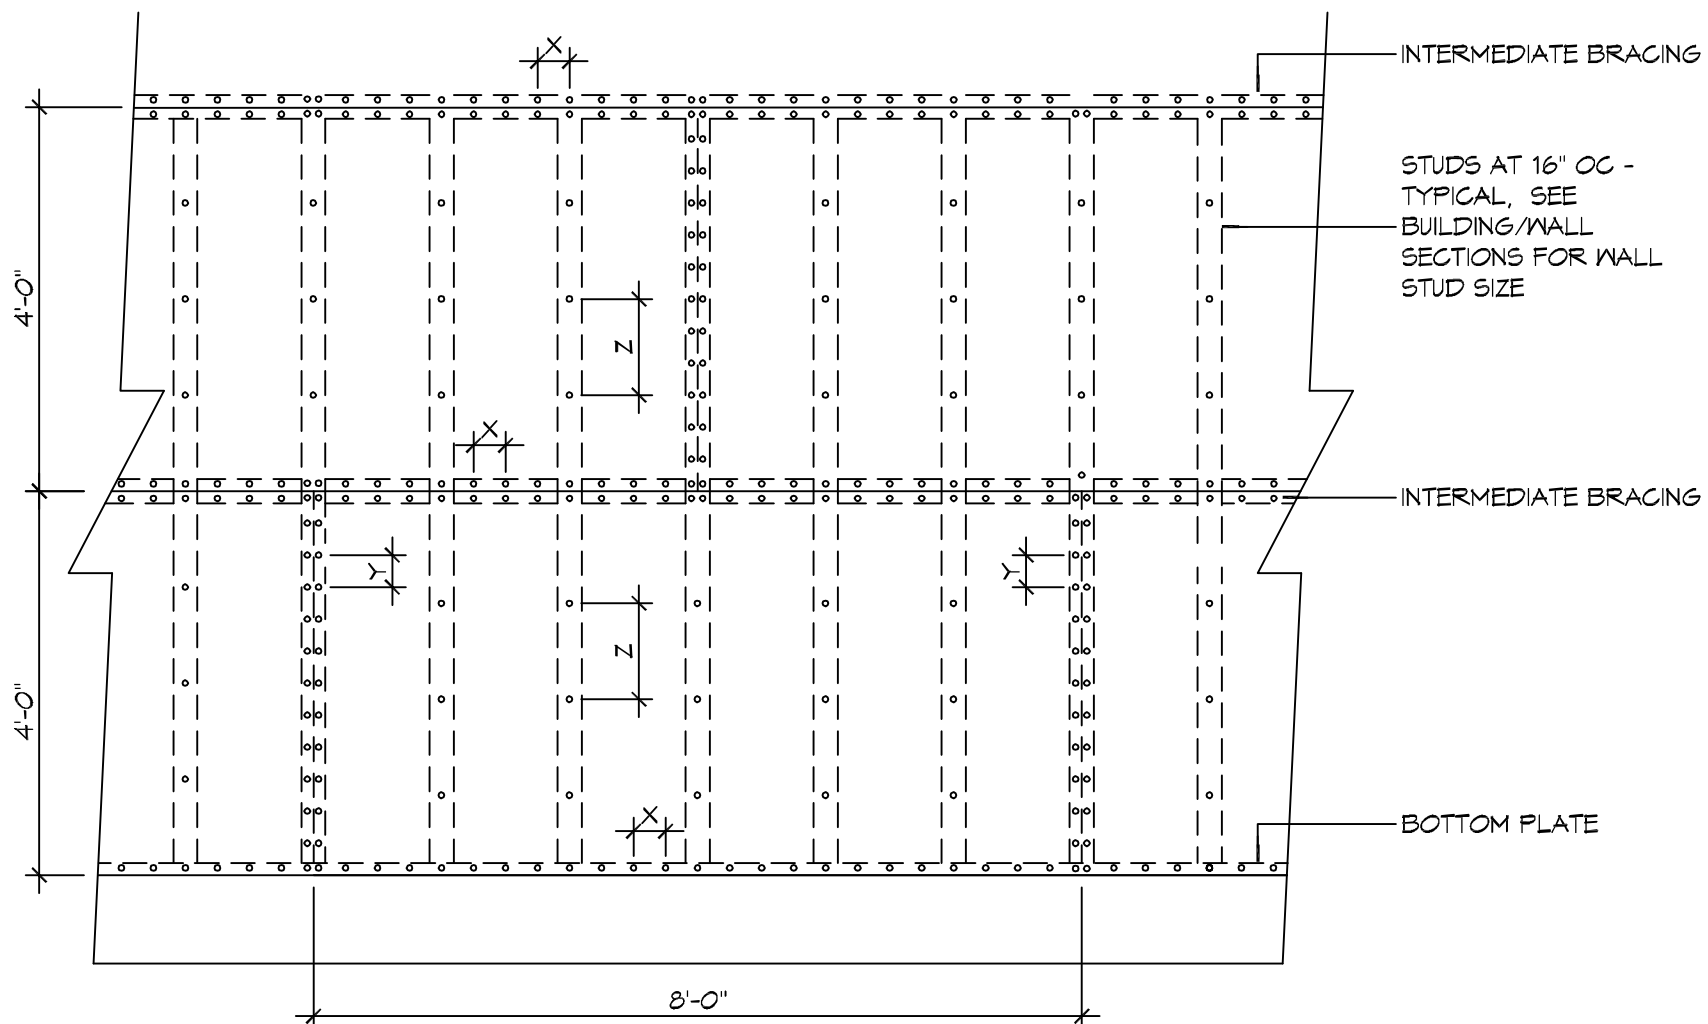 X
INTERMEDIATE BRACING
STUDS AT 16" OC -
TYPICAL, SEE
BUILDING/WALL
SECTIONS FOR WALL
STUD SIZE
4'-0"
Z
X
INTERMEDIATE BRACING
Y
Y
Z
4'-0"
X
BOTTOM PLATE
8'-0"